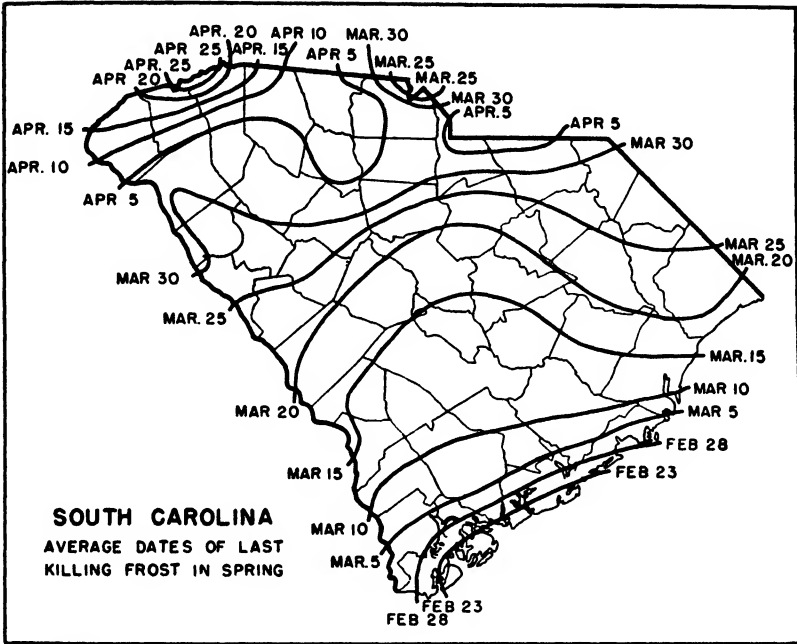 APR. 20
APR 10
MAR. 30
APR 25
APR. 15
APR 5
APR. 25
MAR. 25
APR 20
MAR. 25
MAR 30
APR. 5
APR 5
APR. 15
MAR 30
APR. 10
APR 5
MAR 25
MAR. 20
MAR 30
MAR. 25
MAR. 15
MAR 10
MAR 20
MAR 5
FEB 28
MAR 15
FEB 23
SOUTH CAROLINA
AVERAGE DATES OF LAST
KILLING FROST IN SPRING
MAR 10
MAR. 5
FEB 23
FEB 28